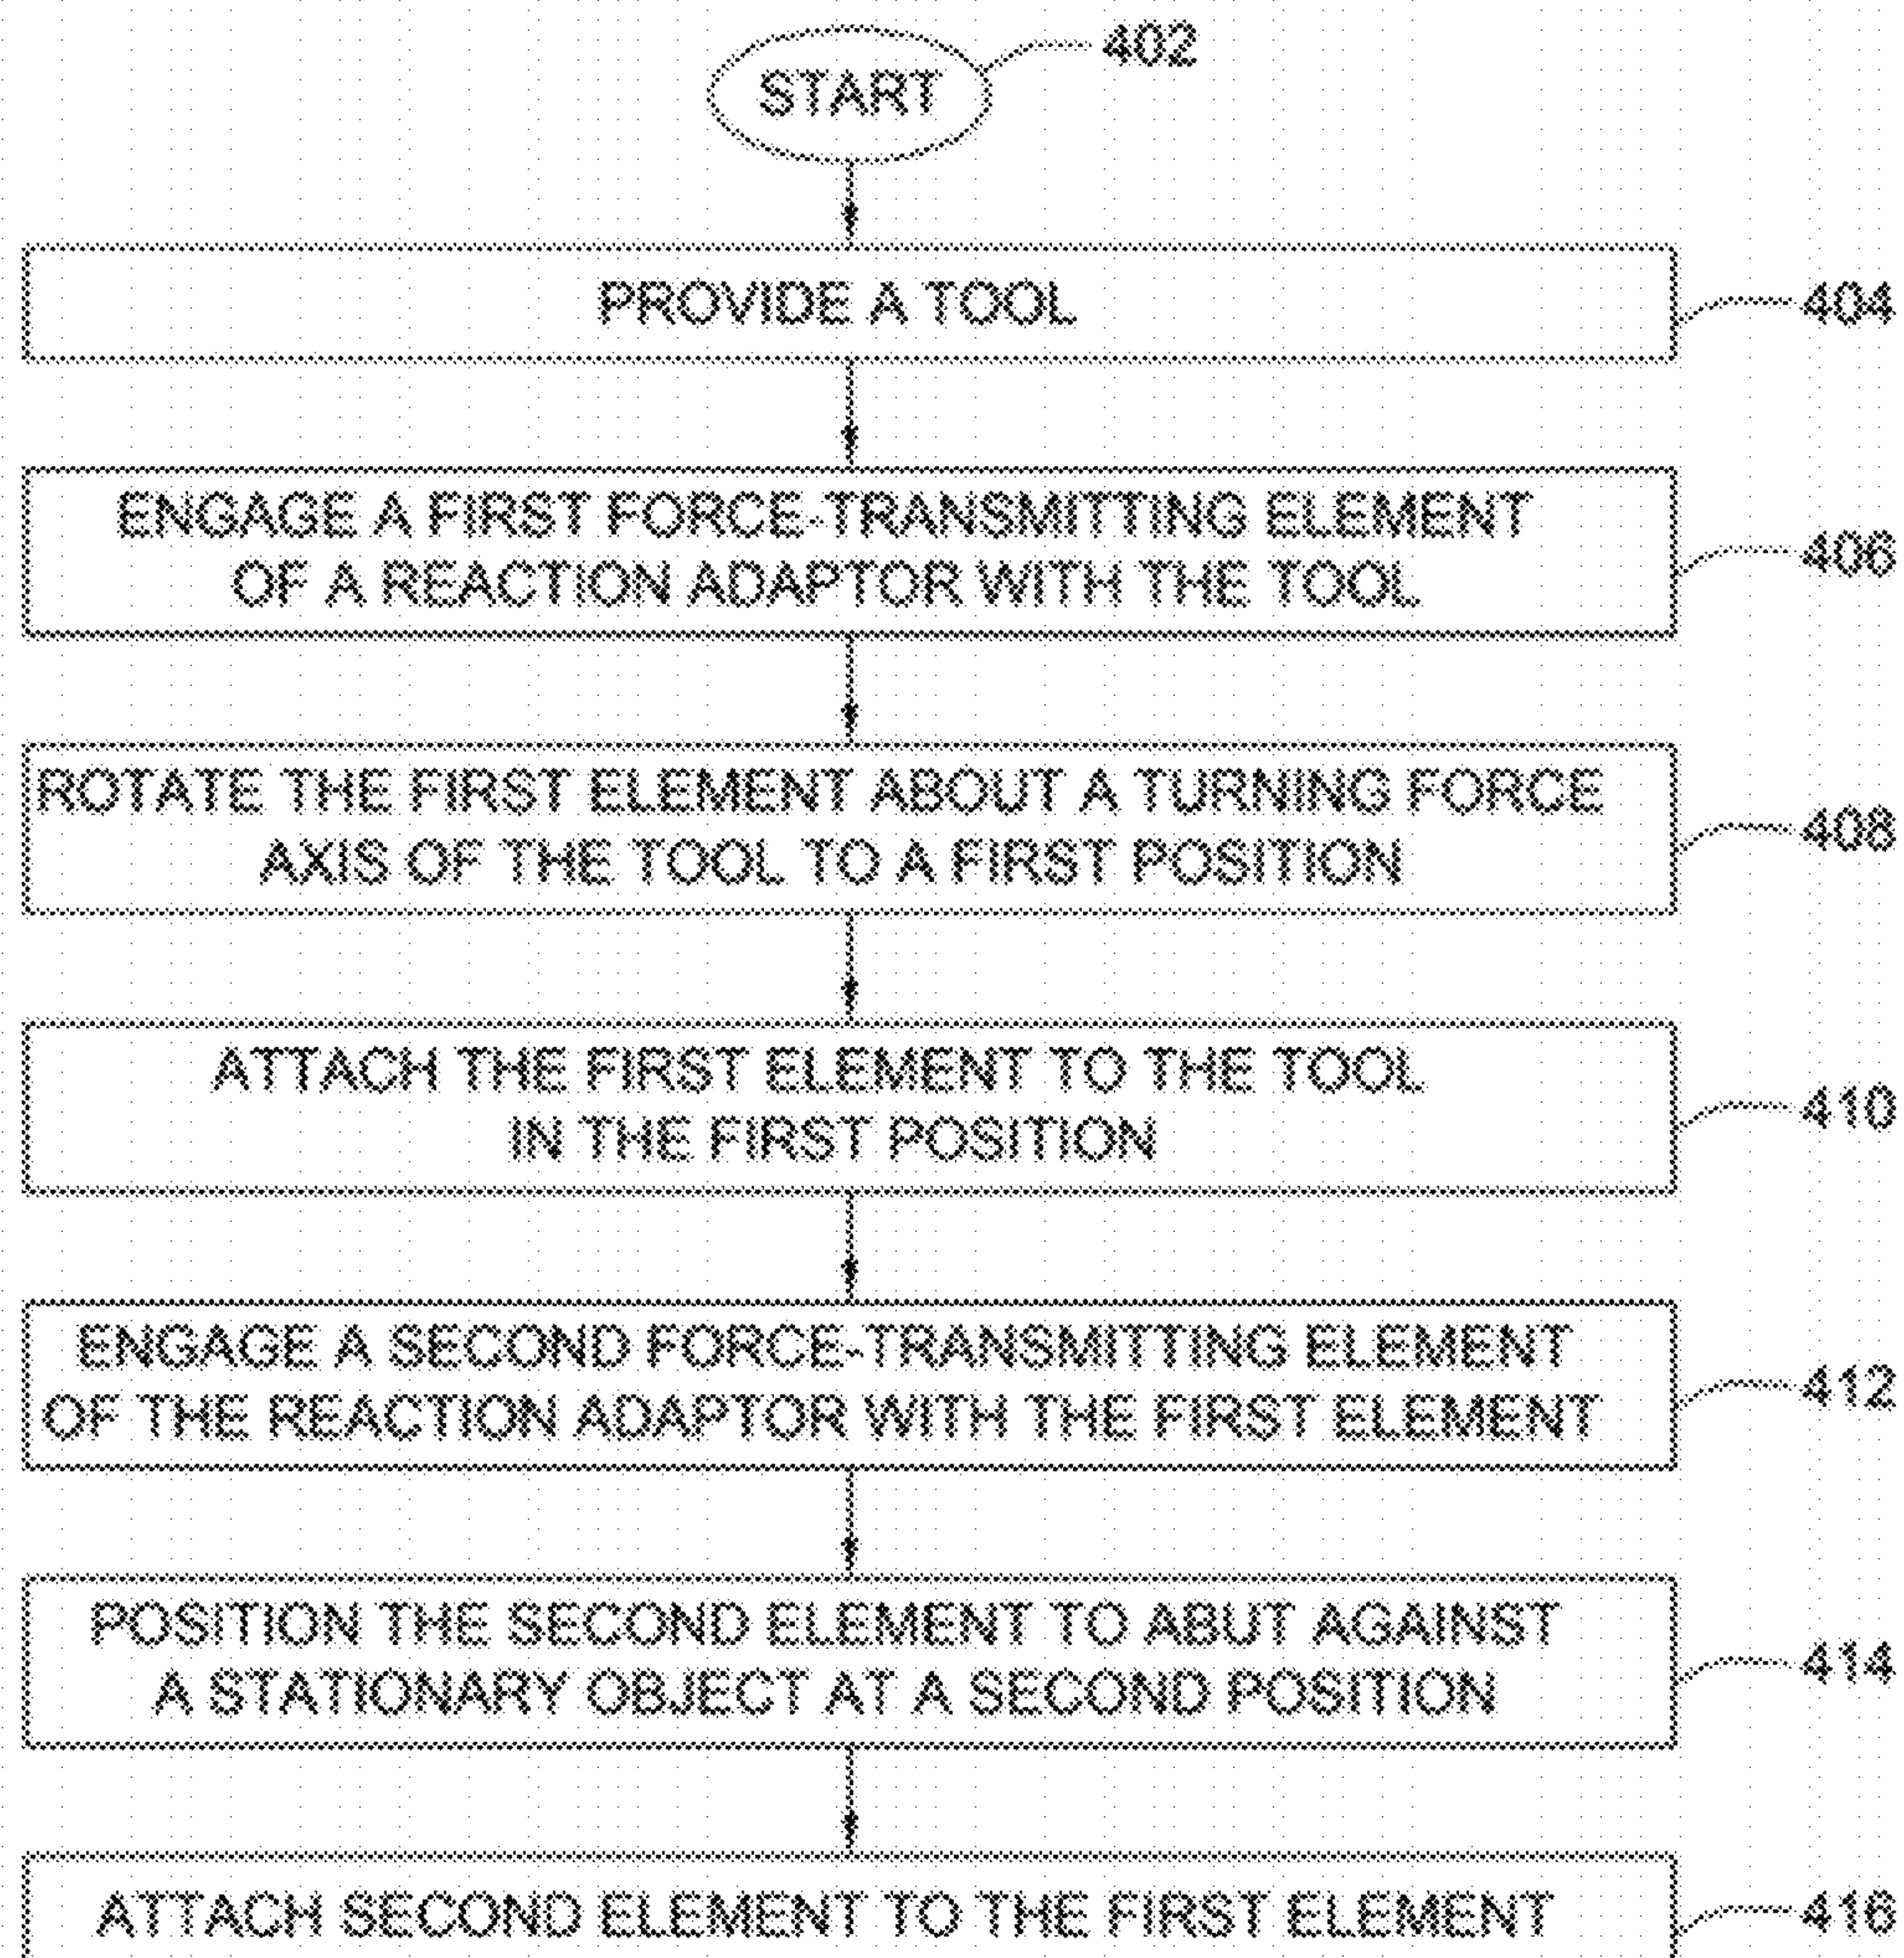 START
402
PROVIDE A TOOL
404
ENGAGE A FIRST FORCE-TRANSMITTING ELEMENT
OF A REACTION ADAPTOR WITH THE TOOL
406
ROTATE THE FIRST ELEMENT ABOUT A TURNING FORCE
AXIS OF THE TOOL TO A FIRST POSITION
408
ATTACH THE FIRST ELEMENT TO THE TOOL
IN THE FIRST POSITION
410
ENGAGE A SECOND FORCE-TRANSMITTING ELEMENT
OF THE REACTION ADAPTOR WITH THE FIRST ELEMENT
412
POSITION THE SECOND ELEMENT TO ABUT AGAINST
A STATIONARY OBJECT AT A SECOND POSITION
414
ATTACH SECOND ELEMENT TO THE FIRST ELEMENT
416